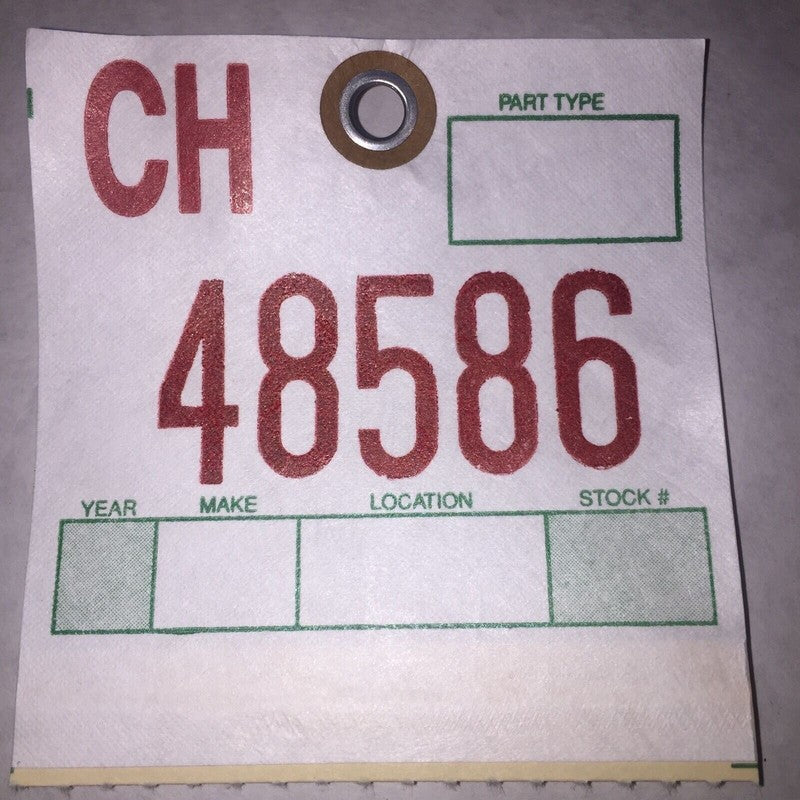 CH
PART TYPE
48586
YEAR MAKE LOCATION STOCK #